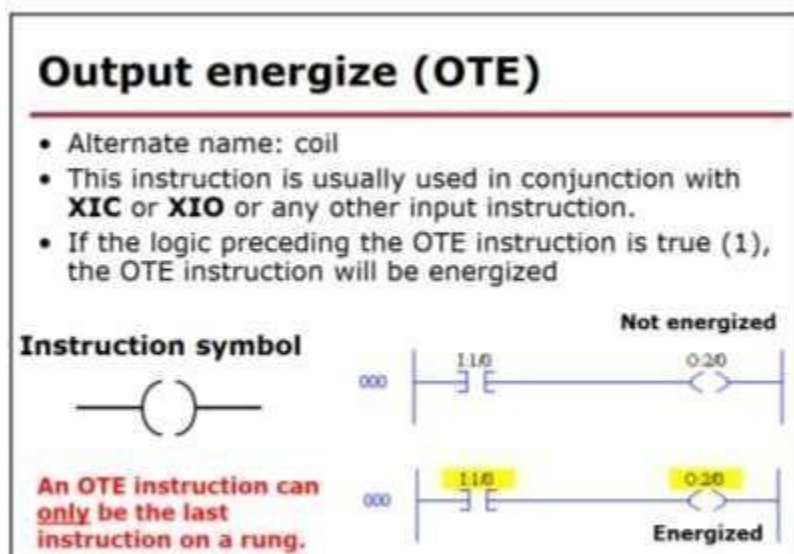 Output energize (OTE)
• Alternate name: coil
• This instruction is usually used in conjunction with
XIC or XIO or any other input instruction.
• If the logic preceding the OTE instruction is true (1),
the OTE instruction will be energized
Instruction symbol
Not energized
000
I:1/0
O:2/0
An OTE instruction can
only be the last
instruction on a rung.
000
I:1/0
O:2/0
Energized